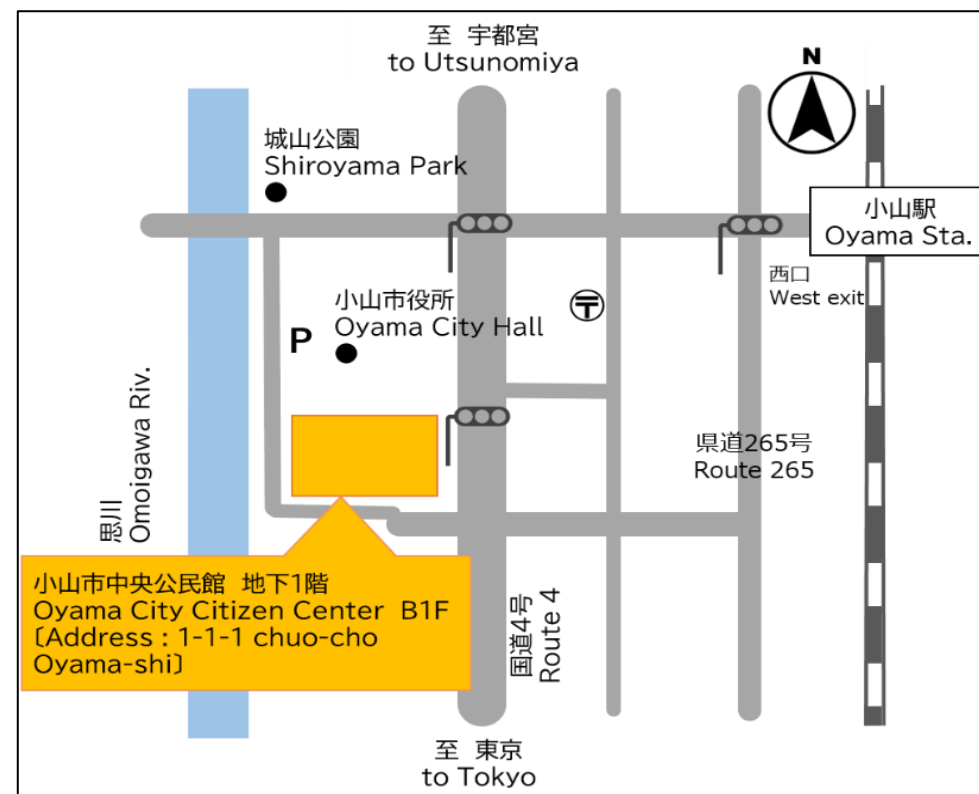 至 宇都宮
to Utsunomiya
N
城山公園
Shiroyama Park
小山駅
Oyama Sta.
西口
West exit
小山市役所
Oyama City Hall
〒
P
県道265号
Route 265
思川
Omoigawa Riv.
小山市中央公民館 地下1階
Oyama City Citizen Center B1F
〔Address : 1-1-1 chuo-cho
Oyama-shi〕
国道4号
Route 4
至 東京
to Tokyo